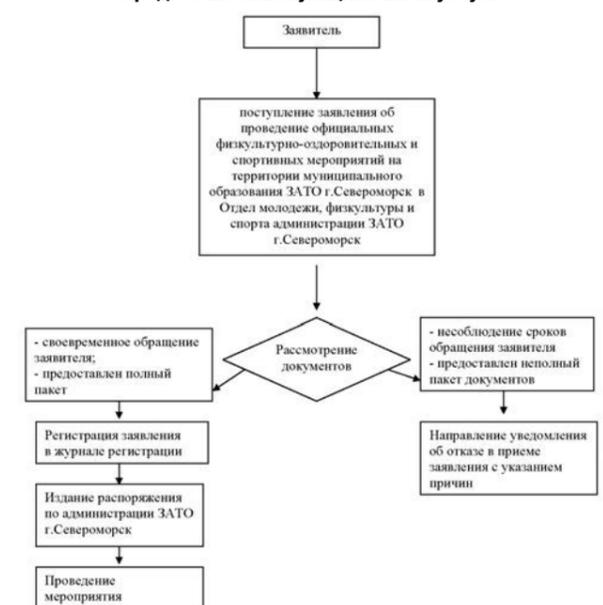 Заявитель
поступление заявления об
проведение официальных
физкультурно-оздоровительных и
спортивных мероприятий на
территории муниципального
образования ЗАТО г.Североморск в
Отдел молодежи, физкультуры и
спорта администрации ЗАТО
г.Североморск
Рассмотрение
документов
- своевременное обращение
заявителя;
- предоставлен полный
пакет
- несоблюдение сроков
обращения заявителя
- предоставлен неполный
пакет документов
Регистрация заявления
в журнале регистрации
Направление уведомления
об отказе в приеме
заявления с указанием
причин
Издание распоряжения
по администрации ЗАТО
г.Североморск
Проведение
мероприятия